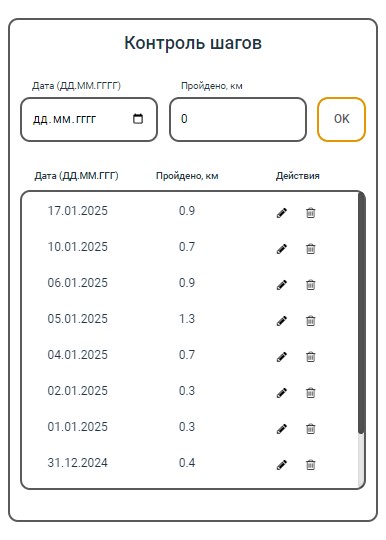 Контроль шагов
Дата (ДД.ММ.ГГГГ) Пройдено, км
дд.мм.гггг 0 OK
Дата (ДД.ММ.ГГГ) Пройдено, км Действия
17.01.2025 0.9
10.01.2025 0.7
06.01.2025 0.9
05.01.2025 1.3
04.01.2025 0.7
02.01.2025 0.3
01.01.2025 0.3
31.12.2024 0.4